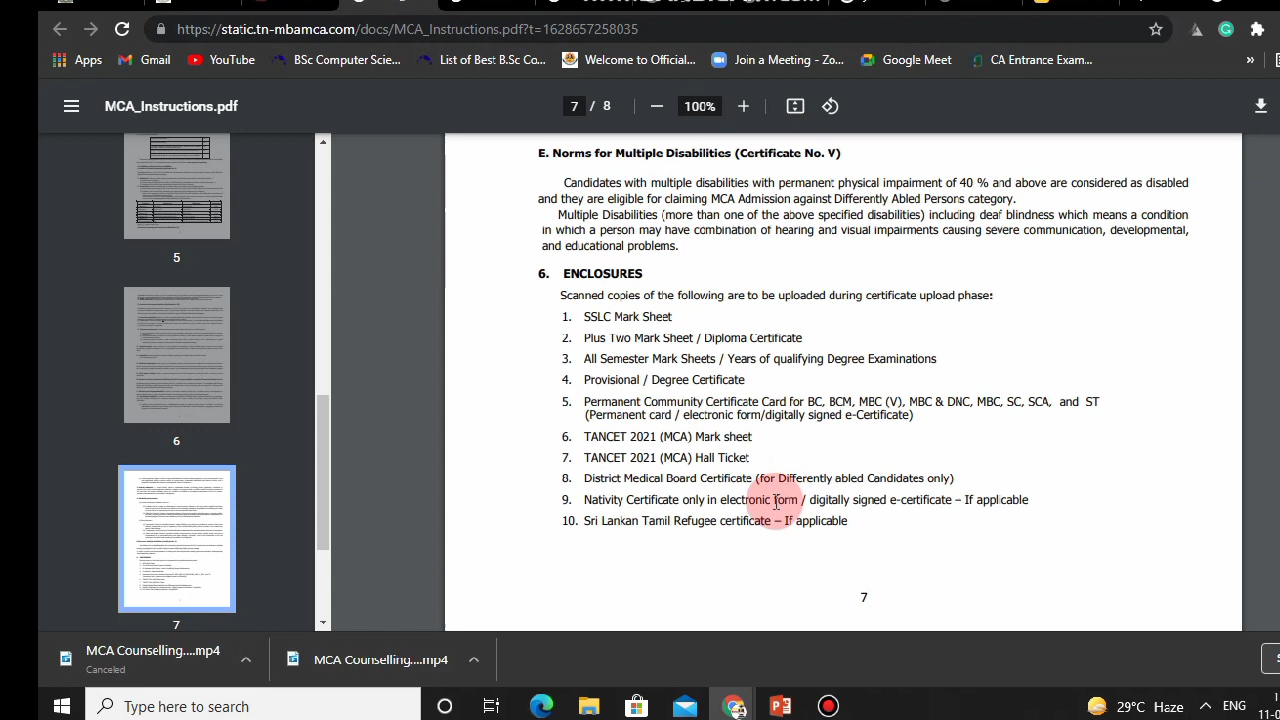 https://static.tn-mbamca.com/docs/MCA_Instructions.pdf?t=1628657258035
Apps
Gmail
YouTube
BSc Computer Scie...
List of Best B.Sc Co...
Welcome to Official...
Join a Meeting - Zo...
Google Meet
CA Entrance Exam...
»
MCA_Instructions.pdf
7 / 8
100%
5
6
7
E. Norms for Multiple Disabilities (Certificate No. V)
Candidates with multiple disabilities with permanent physical impairment of 40 % and above are considered as disabled
and they are eligible for claiming MCA Admission against Differently Abled Persons category.
Multiple Disabilities (more than one of the above specified disabilities) including deaf blindness which means a condition
in which a person may have combination of hearing and visual impairments causing severe communication, developmental,
and educational problems.
6. ENCLOSURES
Scanned copies of the following are to be uploaded during certificate upload phase:
1. SSLC Mark Sheet
2. Plus Two Mark Sheet / Diploma Certificate
3. All Semester Mark Sheets / Years of qualifying Degree Examinations
4. Provisional / Degree Certificate
5. Permanent Community Certificate Card for BC, BCM, MBC (V), MBC & DNC, MBC, SC, SCA, and ST
(Permanent card / electronic form/digitally signed e-Certificate)
6. TANCET 2021 (MCA) Mark sheet
7. TANCET 2021 (MCA) Hall Ticket
8. District Medical Board Certificate (for Differently abled Candidates only)
9. Nativity Certificate only in electronic form / digitally signed e-certificate – If applicable
10. Sri Lankan Tamil Refugee certificate – If applicable
7
MCA Counselling....mp4
Canceled
MCA Counselling....mp4
Type here to search
29°C Haze
ENG
11-0